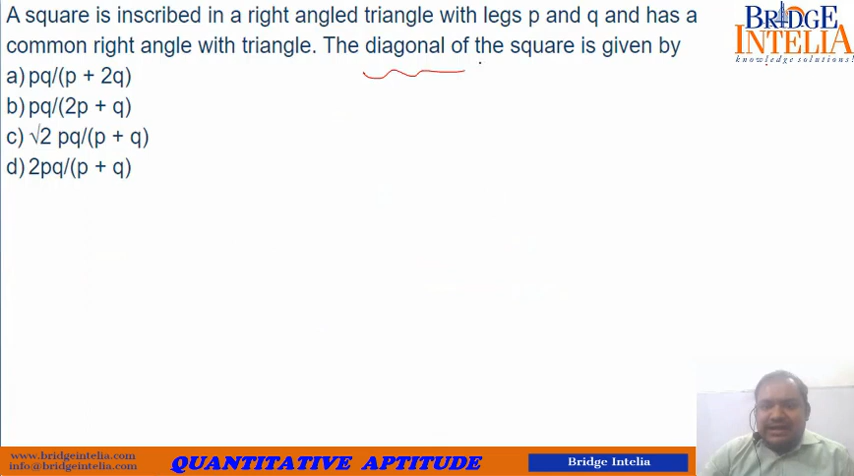 A square is inscribed in a right angled triangle with legs p and q and has a
common right angle with triangle. The diagonal of the square is given by
a) pq/(p + 2q)
b) pq/(2p + q)
c) √2 pq/(p + q)
d) 2pq/(p + q)
BRIDGE
INTELIA
knowledge solutions!
www.bridgeintelia.com
info@bridgeintelia.com
QUANTITATIVE APTITUDE
Bridge Intelia